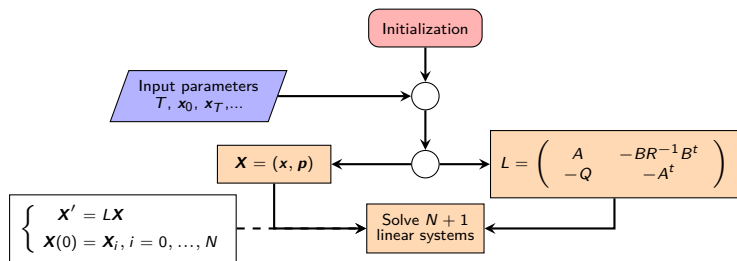 Initialization
Input parameters
T, x₀, x_T,...
X = (x, p)
L = ( A   −BR⁻¹Bᵗ
−Q   −Aᵗ )
{ X′ = LX
X(0) = Xᵢ, i = 0, ..., N
Solve N + 1
linear systems